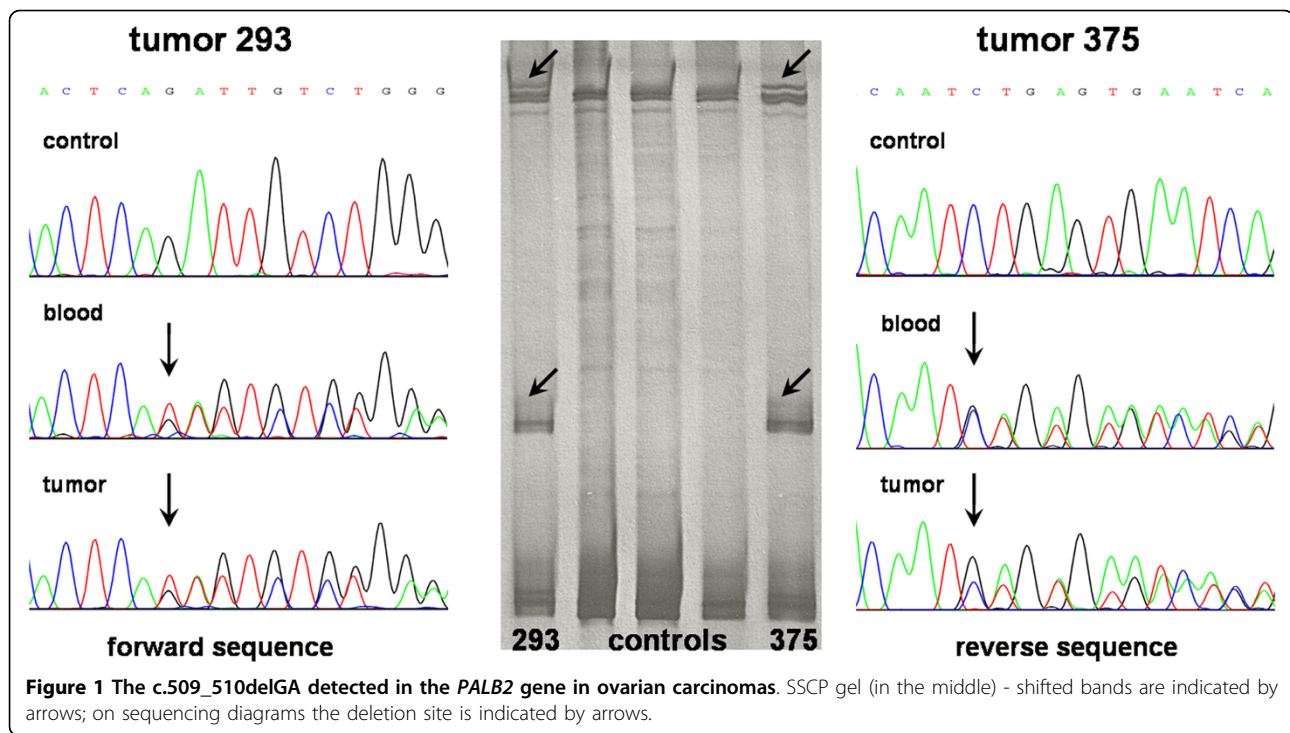 tumor 293
tumor 375
A C T C A G A T T G T C T G G G
C A A T C T G A G T G A A T C A
control
control
blood
blood
tumor
tumor
293 controls 375
forward sequence
reverse sequence
Figure 1 The c.509_510delGA detected in the PALB2 gene in ovarian carcinomas. SSCP gel (in the middle) - shifted bands are indicated by
arrows; on sequencing diagrams the deletion site is indicated by arrows.